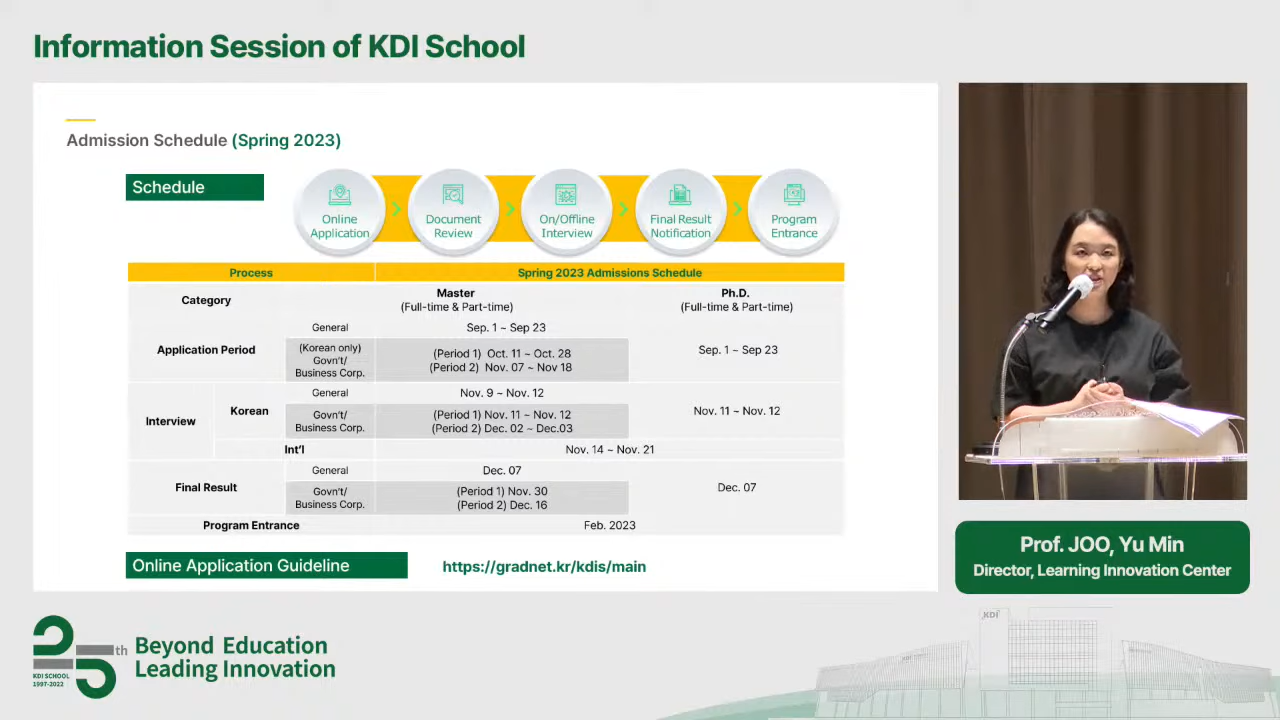 Information Session of KDI School
Admission Schedule (Spring 2023)
Schedule
Online
Application
Document
Review
On/Offline
Interview
Final Result
Notification
Program
Entrance
Process
Spring 2023 Admissions Schedule
Category
Master
(Full-time & Part-time)
Ph.D.
(Full-time & Part-time)
Application Period
General
Sep. 1 ~ Sep 23
(Korean only)
Govn't/
Business Corp.
(Period 1) Oct. 11 ~ Oct. 28
(Period 2) Nov. 07 ~ Nov 18
Sep. 1 ~ Sep 23
Interview
Korean
General
Nov. 9 ~ Nov. 12
Govn't/
Business Corp.
(Period 1) Nov. 11 ~ Nov. 12
(Period 2) Dec. 02 ~ Dec.03
Nov. 11 ~ Nov. 12
Int'l
Nov. 14 ~ Nov. 21
Final Result
General
Dec. 07
Govn't/
Business Corp.
(Period 1) Nov. 30
(Period 2) Dec. 16
Dec. 07
Program Entrance
Feb. 2023
Online Application Guideline
https://gradnet.kr/kdis/main
Prof. JOO, Yu Min
Director, Learning Innovation Center
25th
KDI SCHOOL
1997-2022
Beyond Education
Leading Innovation
KDI